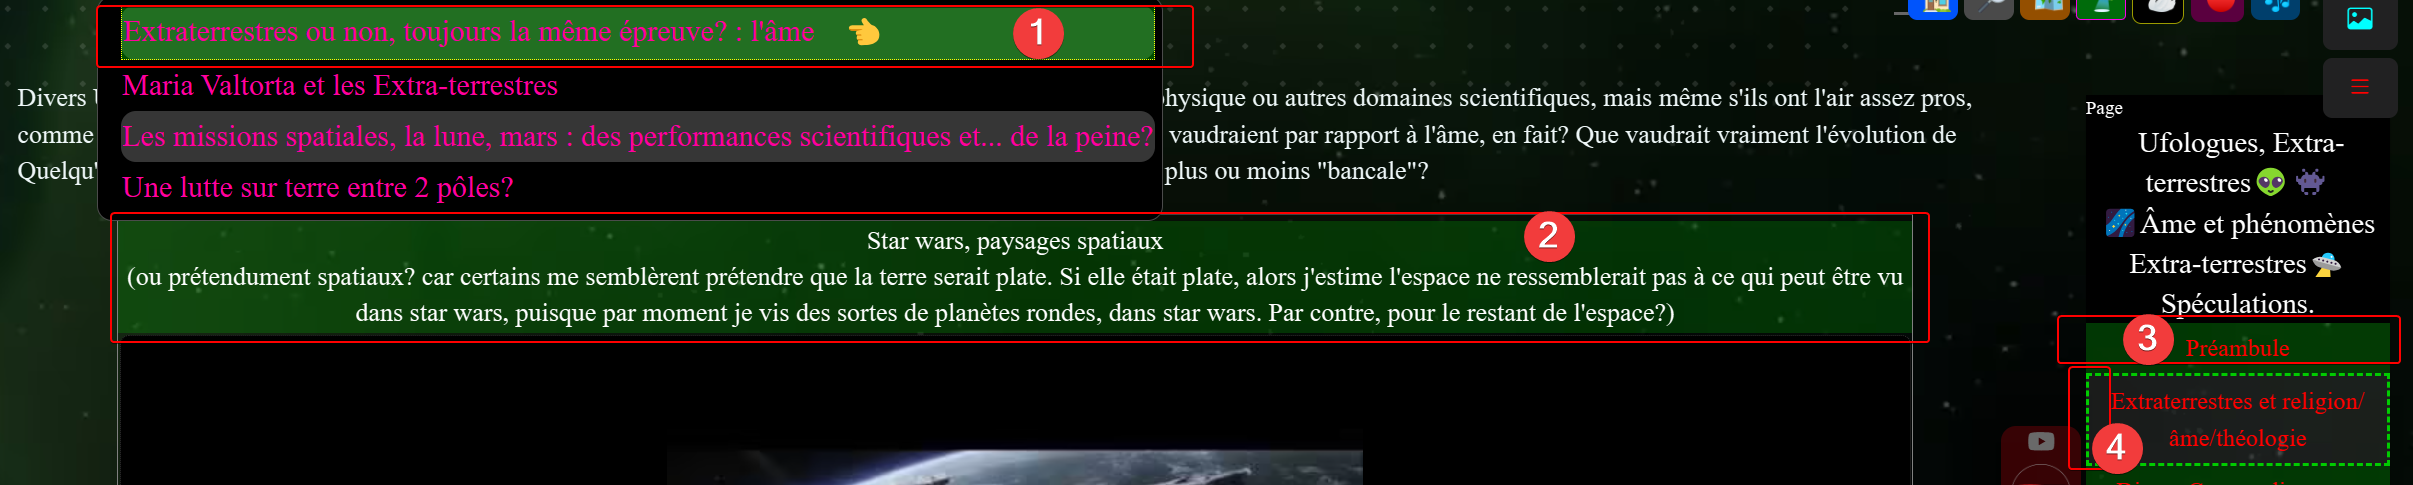 Extraterrestres ou non, toujours la même épreuve? : l'âme
1
Maria Valtorta et les Extra-terrestres
Les missions spatiales, la lune, mars : des performances scientifiques et... de la peine?
Une lutte sur terre entre 2 pôles?
Divers
physique ou autres domaines scientifiques, mais même s'ils ont l'air assez pros,
comme
vaudraient par rapport à l'âme, en fait? Que vaudrait vraiment l'évolution de
Quelqu'
plus ou moins "bancale"?
2
Star wars, paysages spatiaux
(ou prétendument spatiaux? car certains me semblèrent prétendre que la terre serait plate. Si elle était plate, alors j'estime l'espace ne ressemblerait pas à ce qui peut être vu
dans star wars, puisque par moment je vis des sortes de planètes rondes, dans star wars. Par contre, pour le restant de l'espace?)
Page
Ufologues, Extra-
terrestres
Âme et phénomènes
Extra-terrestres
Spéculations.
3
Préambule
Extraterrestres et religion/
âme/théologie
4